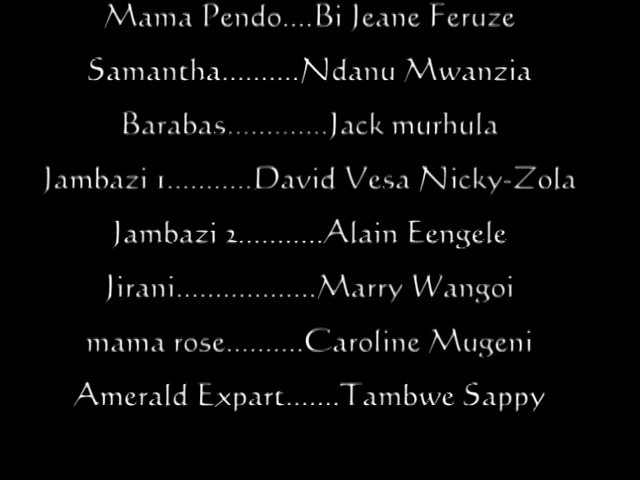 Mama Pendo....Bi Jeane Feruze
Samantha..........Ndanu Mwanzia
Barabas.............Jack murhula
Jambazi 1...........David Vesa Nicky-Zola
Jambazi 2...........Alain Eengele
Jirani..................Marry Wangoi
mama rose..........Caroline Mugeni
Amerald Expart.......Tambwe Sappy